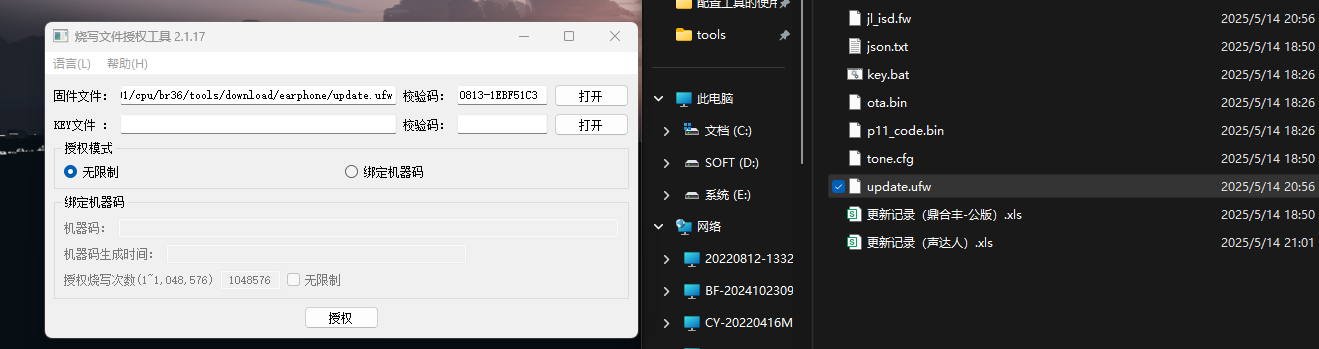 烧写文件授权工具 2.1.17
语言(L) 帮助(H)
固件文件: 1/cpu/br36/tools/download/earphone/update.ufw 校验码: 0813-1EBF51C3 打开
KEY文件 : 校验码: 打开
授权模式
无限制 绑定机器码
绑定机器码
机器码:
机器码生成时间:
授权烧写次数(1~1,048,576) 1048576 无限制
授权
配置工具的使用
tools
此电脑
文档 (C:)
SOFT (D:)
系统 (E:)
网络
20220812-1332
BF-2024102309
CY-20220416M
jl_isd.fw 2025/5/14 20:56
json.txt 2025/5/14 18:50
key.bat 2025/5/14 18:26
ota.bin 2025/5/14 18:26
p11_code.bin 2025/5/14 18:26
tone.cfg 2025/5/14 18:50
update.ufw 2025/5/14 20:56
更新记录（鼎合丰-公版）.xls 2025/5/14 18:50
更新记录（声达人）.xls 2025/5/14 21:01